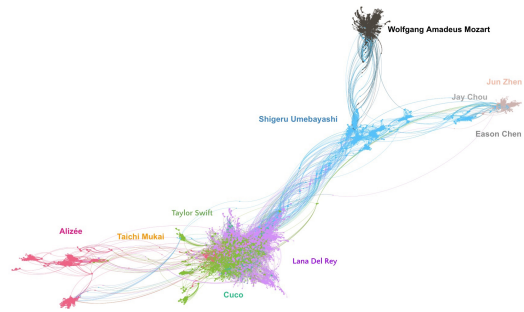 Wolfgang Amadeus Mozart
Jun Zhen
Jay Chou
Shigeru Umebayashi
Eason Chen
Taylor Swift
Alizée
Taichi Mukai
Lana Del Rey
Cuco